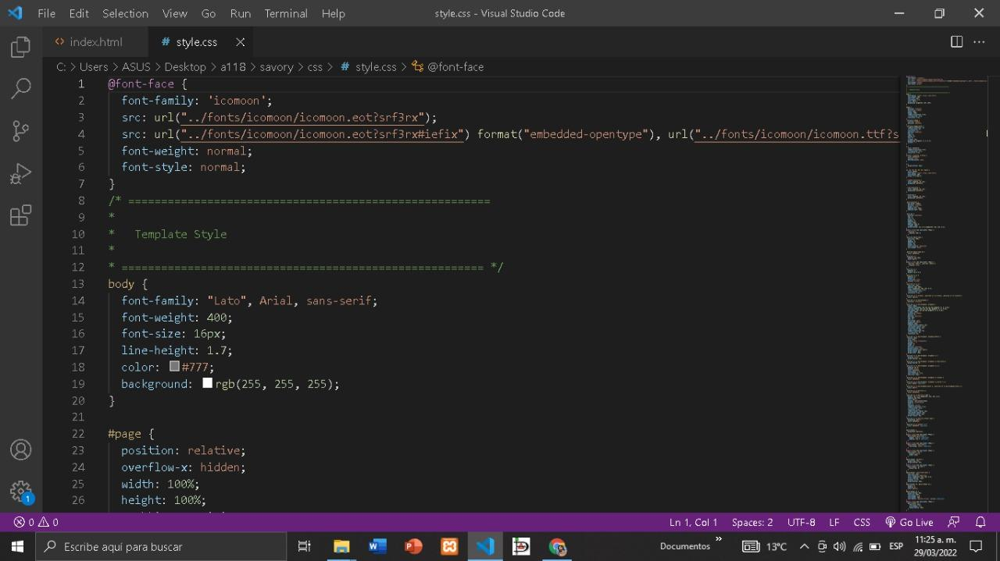 File Edit Selection View Go Run Terminal Help style.css - Visual Studio Code
index.html # style.css
C: > Users > ASUS > Desktop > a118 > savory > css > # style.css > @font-face
1 @font-face {
2 font-family: 'icomoon';
3 src: url("../fonts/icomoon/icomoon.eot?srf3rx");
4 src: url("../fonts/icomoon/icomoon.eot?srf3rx#iefix") format("embedded-opentype"), url("../fonts/icomoon/icomoon.ttf?s
5 font-weight: normal;
6 font-style: normal;
7 }
8 /* =======================================================
9 *
10 * Template Style
11 *
12 * ======================================================= */
13 body {
14 font-family: "Lato", Arial, sans-serif;
15 font-weight: 400;
16 font-size: 16px;
17 line-height: 1.7;
18 color: #777;
19 background: rgb(255, 255, 255);
20 }
21
22 #page {
23 position: relative;
24 overflow-x: hidden;
25 width: 100%;
26 height: 100%;
0 0 Ln 1, Col 1 Spaces: 2 UTF-8 LF CSS Go Live
1
Escribe aquí para buscar Documentos » 13°C ESP 11:25 a. m.
29/03/2022